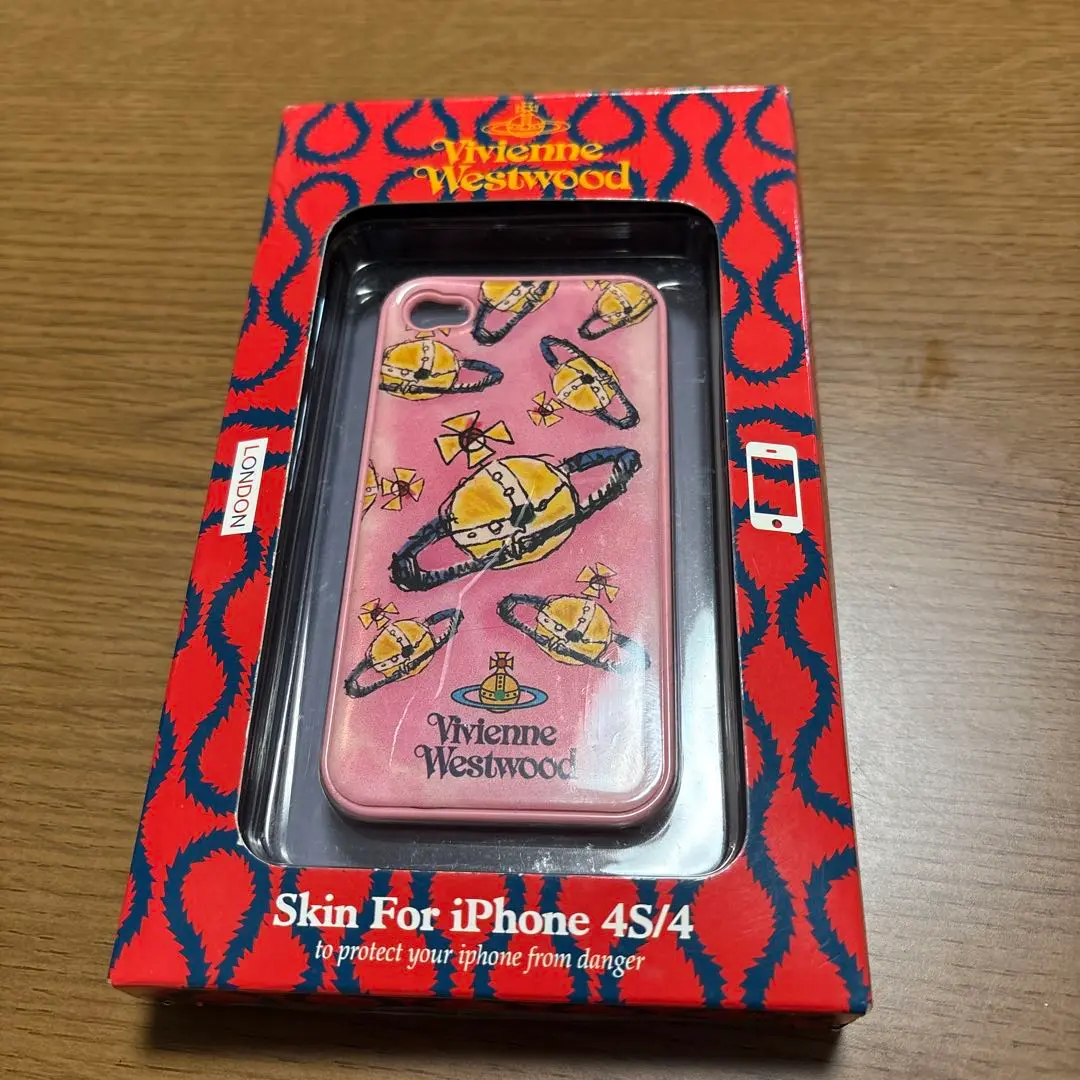 Vivienne
Westwood
LONDON
Vivienne
Westwood
Skin For iPhone 4S/4
to protect your iphone from danger